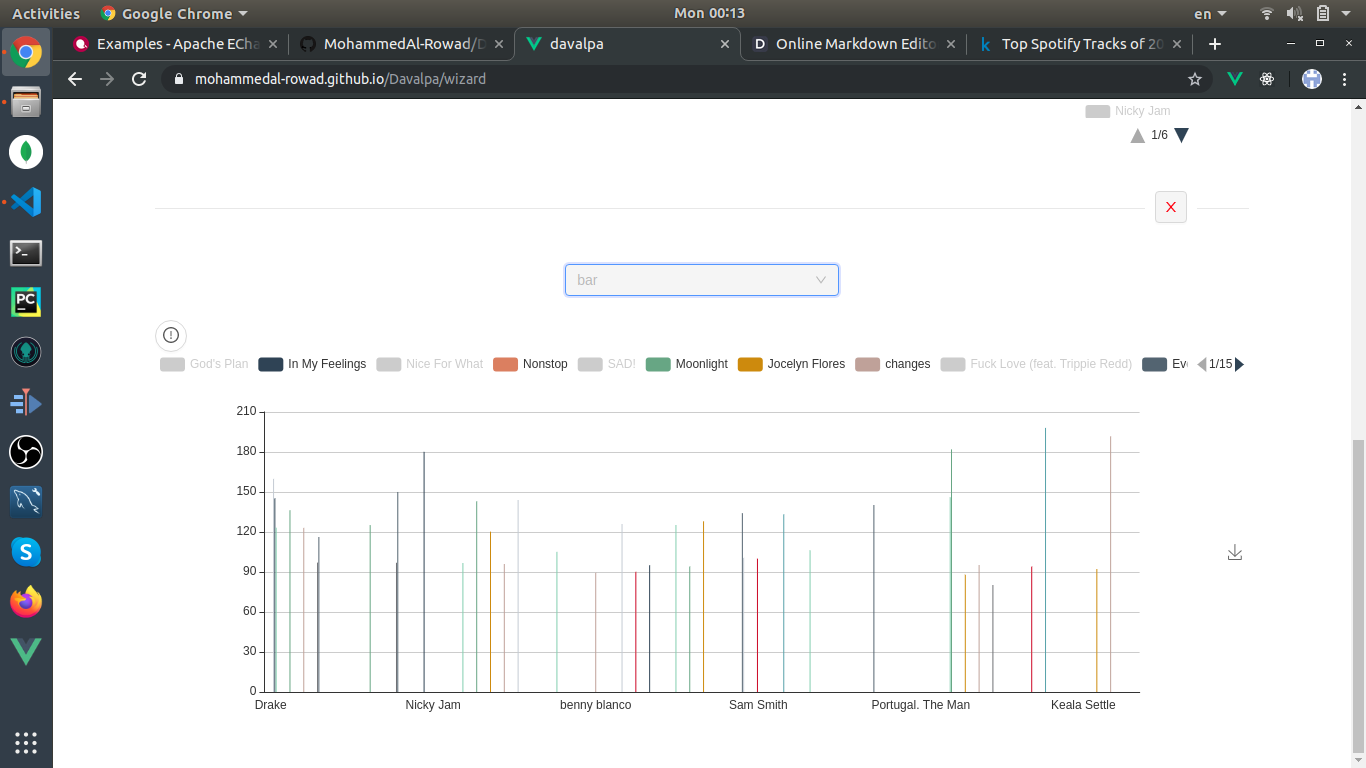 Activities Google Chrome Mon 00:13 en
Examples - Apache ECha MohammedAl-Rowad/D davalpa Online Markdown Edito Top Spotify Tracks of 20
mohammedal-rowad.github.io/Davalpa/wizard
Nicky Jam
1/6
X
bar
God's Plan In My Feelings Nice For What Nonstop SAD! Moonlight Jocelyn Flores changes Fuck Love (feat. Trippie Redd) Eve 1/15
210
180
150
120
90
60
30
0
Drake Nicky Jam benny blanco Sam Smith Portugal. The Man Keala Settle